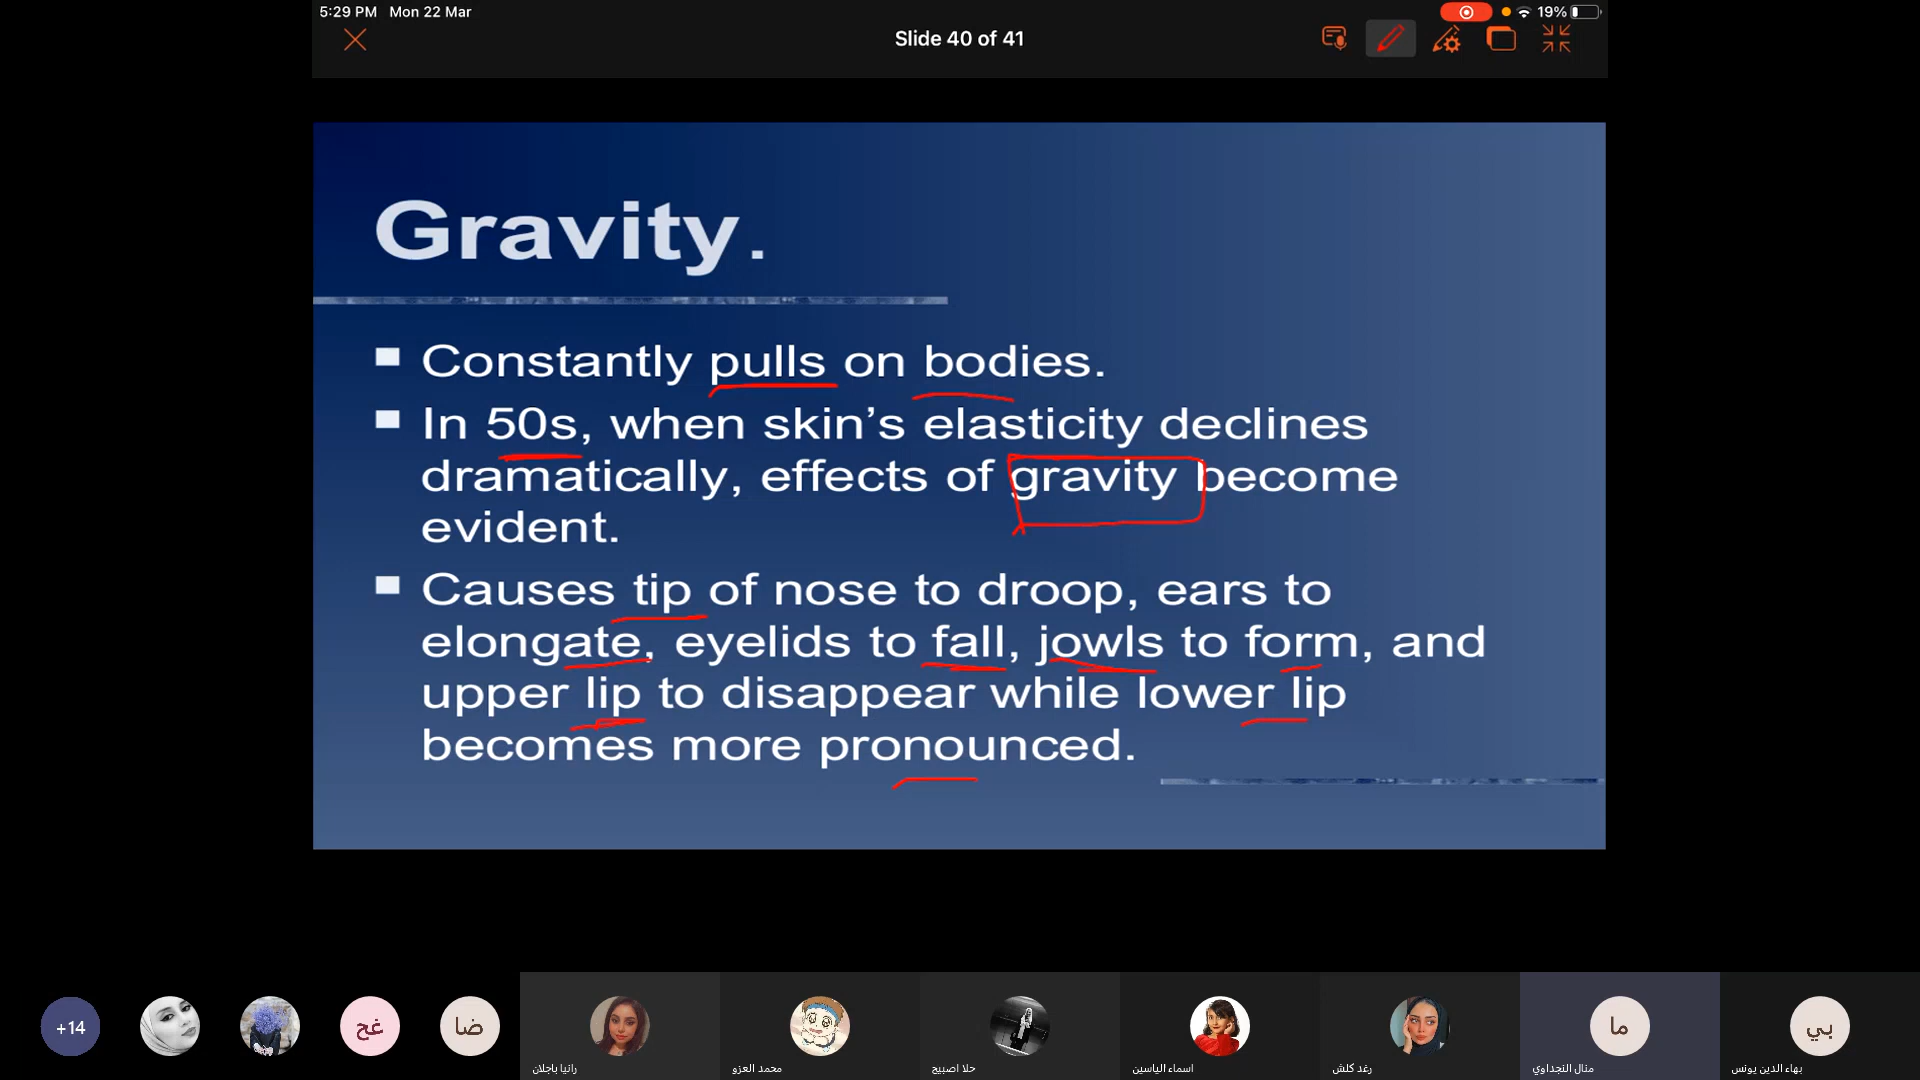 5:29 PM Mon 22 Mar
19%
Slide 40 of 41
Gravity.
Constantly pulls on bodies.
In 50s, when skin’s elasticity declines
dramatically, effects of gravity become
evident.
Causes tip of nose to droop, ears to
elongate, eyelids to fall, jowls to form, and
upper lip to disappear while lower lip
becomes more pronounced.
+14
غح
ضا
ما
بي
رانيا باجلان
محمد العزو
حلا اصبيح
اسماء الياسين
رغد كلش
منال النجداوي
بهاء الدين يونس